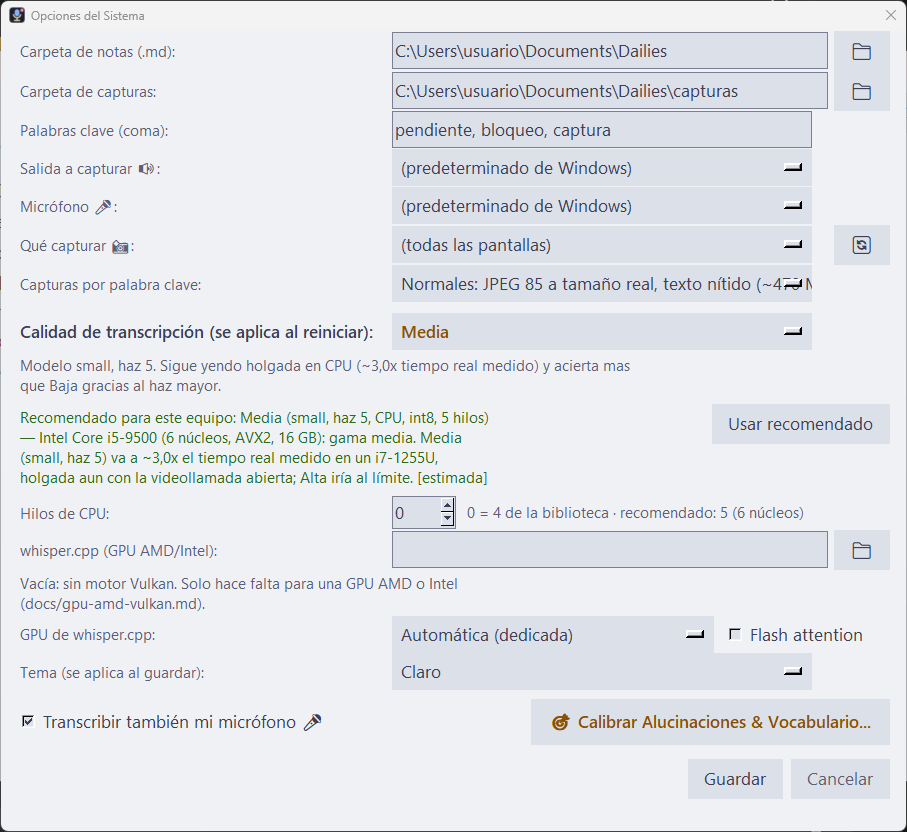 Opciones del Sistema
Carpeta de notas (.md): C:\Users\usuario\Documents\Dailies
Carpeta de capturas: C:\Users\usuario\Documents\Dailies\capturas
Palabras clave (coma): pendiente, bloqueo, captura
Salida a capturar 🔊: (predeterminado de Windows)
Micrófono 🎤: (predeterminado de Windows)
Qué capturar 📷: (todas las pantallas)
Capturas por palabra clave: Normales: JPEG 85 a tamaño real, texto nítido
Calidad de transcripción (se aplica al reiniciar): Media
Modelo small, haz 5. Sigue yendo holgada en CPU (~3,0x tiempo real medido) y acierta mas
que Baja gracias al haz mayor.
Recomendado para este equipo: Media (small, haz 5, CPU, int8, 5 hilos)
— Intel Core i5-9500 (6 núcleos, AVX2, 16 GB): gama media. Media
(small, haz 5) va a ~3,0x el tiempo real medido en un i7-1255U,
holgada aun con la videollamada abierta; Alta iría al límite. [estimada]
Usar recomendado
Hilos de CPU: 0 0 = 4 de la biblioteca · recomendado: 5 (6 núcleos)
whisper.cpp (GPU AMD/Intel):
Vacía: sin motor Vulkan. Solo hace falta para una GPU AMD o Intel
(docs/gpu-amd-vulkan.md).
GPU de whisper.cpp: Automática (dedicada) Flash attention
Tema (se aplica al guardar): Claro
Transcribir también mi micrófono 🎤 Calibrar Alucinaciones & Vocabulario...
Guardar Cancelar